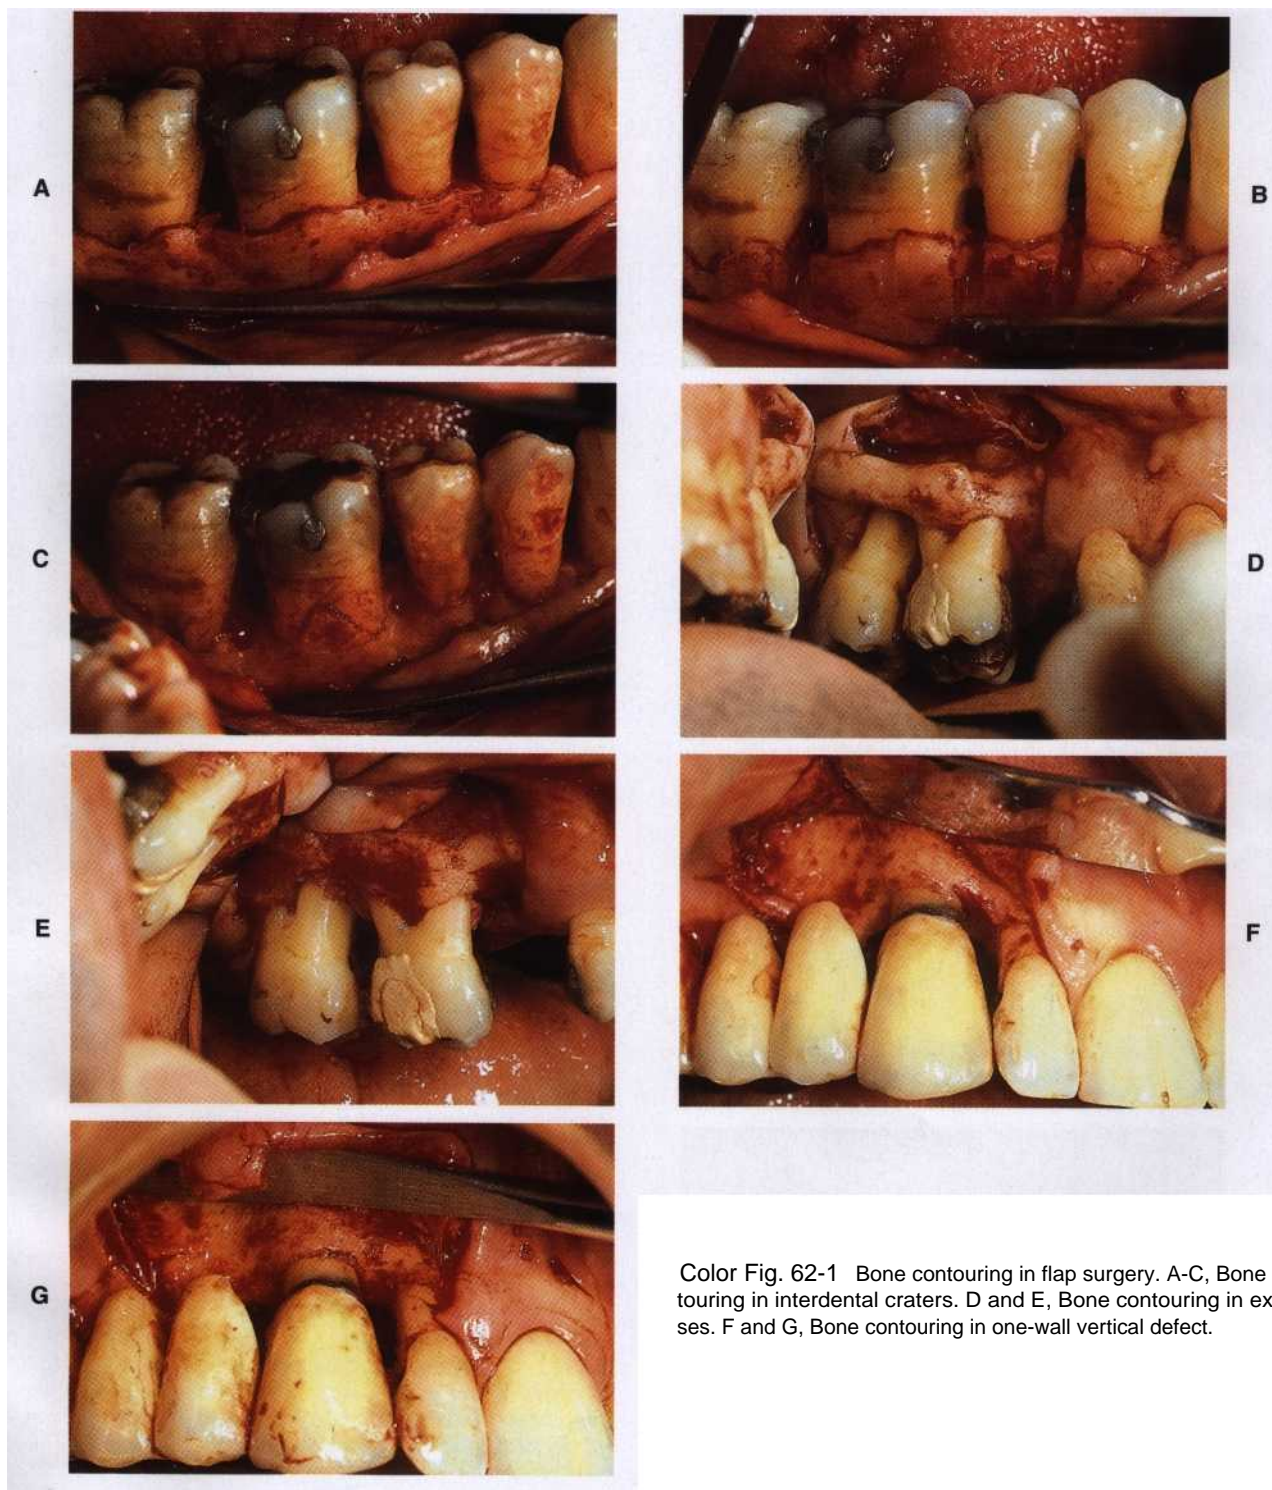 A
B
C
D
E
F
G
Color Fig. 62-1 Bone contouring in flap surgery. A-C, Bone
touring in interdental craters. D and E, Bone contouring in ex
ses. F and G, Bone contouring in one-wall vertical defect.